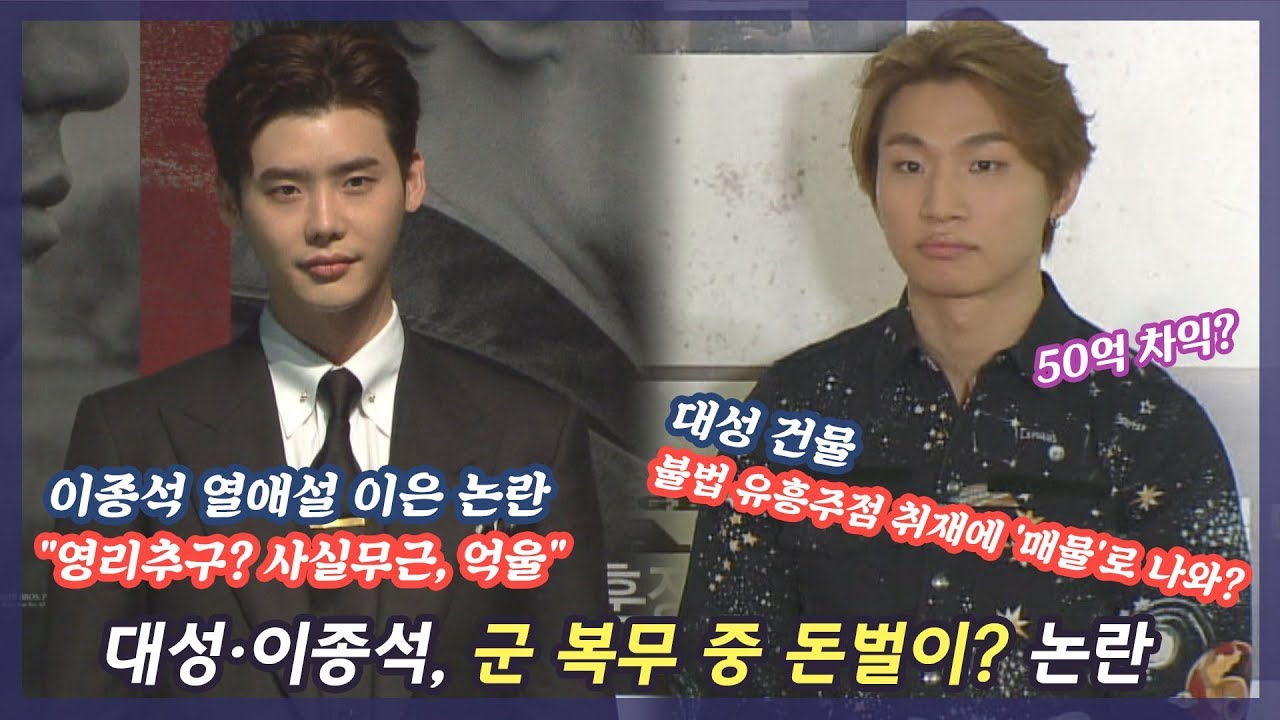 50억 차익?
대성 건물
불법 유흥주점 취재에 '매물'로 나와?
이종석 열애설 이은 논란
"영리추구? 사실무근, 억울"
후정
대성·이종석, 군 복무 중 돈벌이? 논란